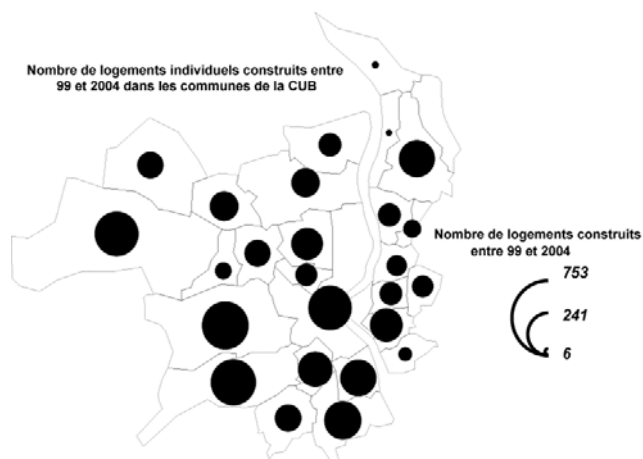 Nombre de logements individuels construits entre
99 et 2004 dans les communes de la CUB
Nombre de logements construits
entre 99 et 2004
753
241
6